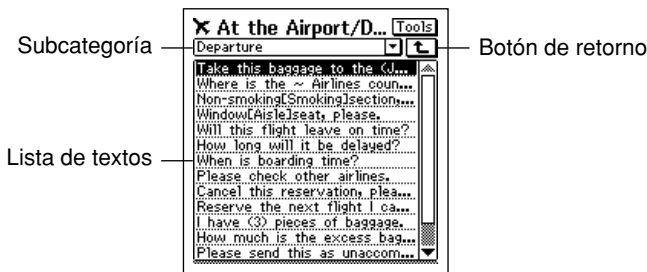 At the Airport/D... Tools
Subcategoría
Departure
Botón de retorno
Take this baggage to the (J...
Where is the ~ Airlines coun...
Non-smoking[Smoking]section,...
Window[Aisle]seat, please.
Will this flight leave on time?
How long will it be delayed?
Lista de textos
When is boarding time?
Please check other airlines.
Cancel this reservation, plea...
Reserve the next flight I ca...
I have (3) pieces of baggage.
How much is the excess bag...
Please send this as unaccom...